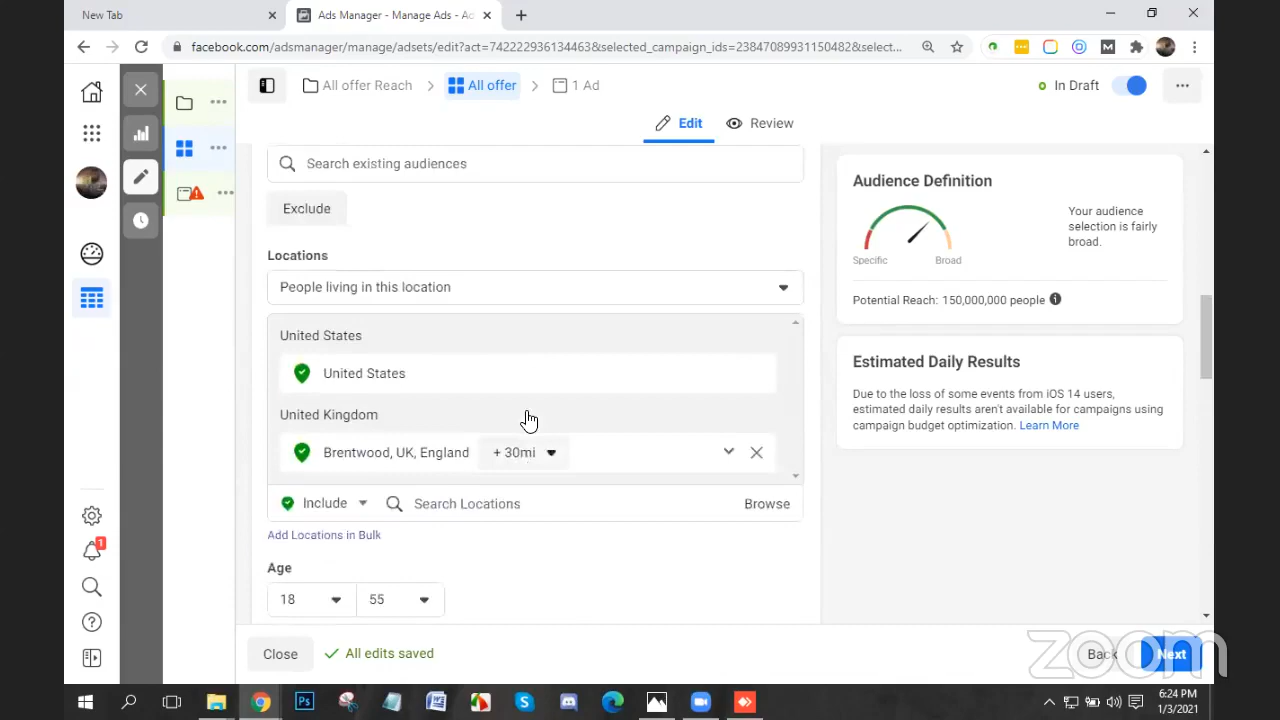 New Tab
Ads Manager - Manage Ads - Ac
facebook.com/adsmanager/manage/adsets/edit?act=742222936134463&selected_campaign_ids=23847089931150482&selec...
All offer Reach
All offer
1 Ad
In Draft
Edit
Review
Search existing audiences
Exclude
Locations
People living in this location
United States
United States
United Kingdom
Brentwood, UK, England
+ 30mi
Include
Search Locations
Browse
Add Locations in Bulk
Age
18
55
Audience Definition
Your audience
selection is fairly
broad.
Specific
Broad
Potential Reach: 150,000,000 people
Estimated Daily Results
Due to the loss of some events from iOS 14 users,
estimated daily results aren't available for campaigns using
campaign budget optimization. Learn More
Close
All edits saved
Back
Next
zoom
1
6:24 PM
1/3/2021